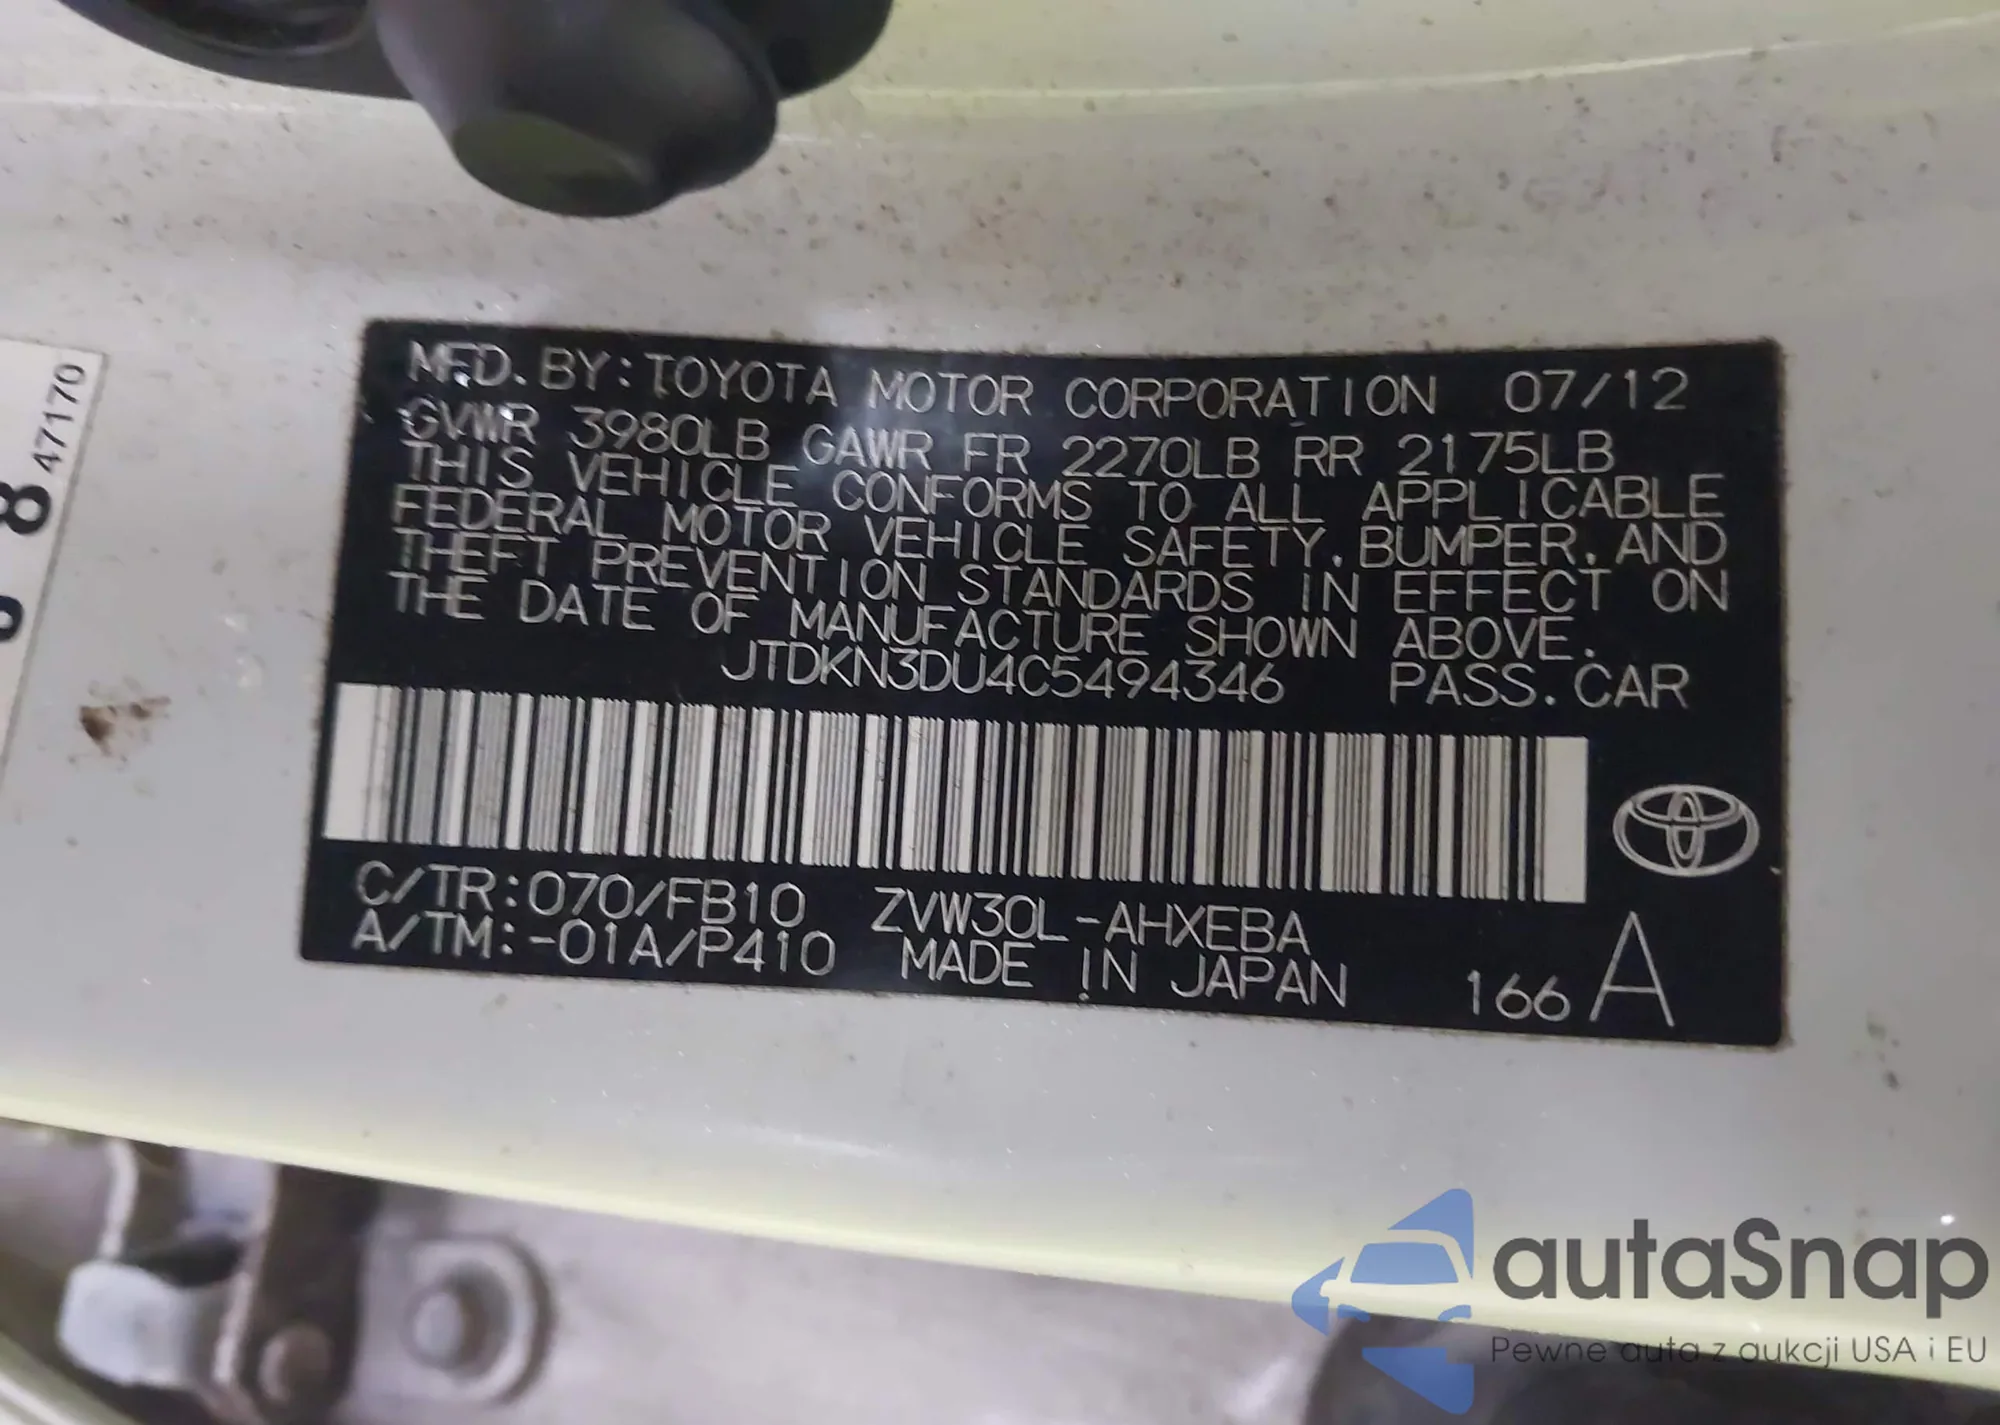 MFD. BY: TOYOTA MOTOR CORPORATION 07/12
GVWR 3980LB GAWR FR 2270LB RR 2175LB
THIS VEHICLE CONFORMS TO ALL APPLICABLE
FEDERAL MOTOR VEHICLE SAFETY, BUMPER, AND
THEFT PREVENTION STANDARDS IN EFFECT ON
THE DATE OF MANUFACTURE SHOWN ABOVE.
JTDKN3DU4C5494346 PASS. CAR
C/TR: 070/FB10 ZVW30L-AHXEBA
A/TM: -01A/P410 MADE IN JAPAN 166 A
47170
8
autaSnap
Pewne auta z aukcji USA i EU